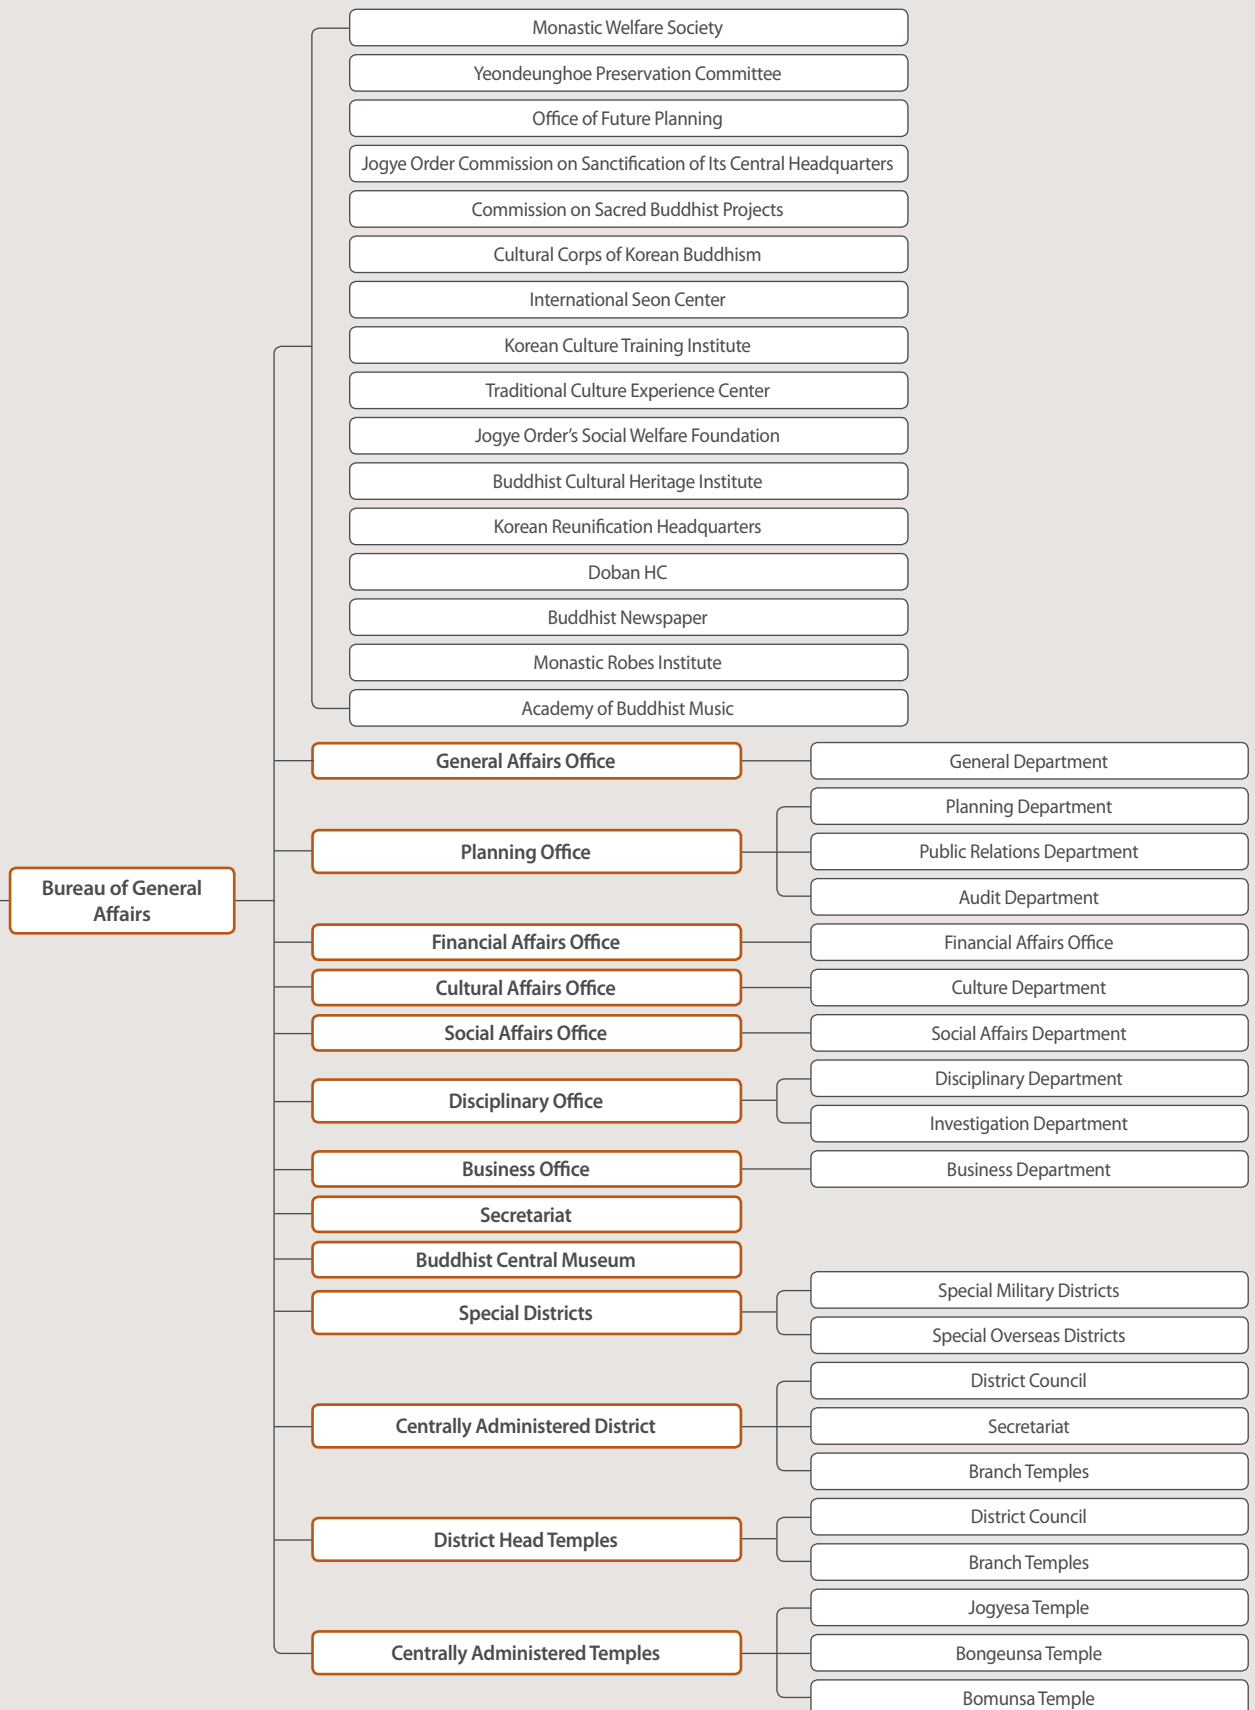 Monastic Welfare Society
Yeondeunghoe Preservation Committee
Office of Future Planning
Jogye Order Commission on Sanctification of Its Central Headquarters
Commission on Sacred Buddhist Projects
Cultural Corps of Korean Buddhism
International Seon Center
Korean Culture Training Institute
Traditional Culture Experience Center
Jogye Order’s Social Welfare Foundation
Buddhist Cultural Heritage Institute
Korean Reunification Headquarters
Doban HC
Buddhist Newspaper
Monastic Robes Institute
Academy of Buddhist Music
Bureau of General
Affairs
General Affairs Office
General Department
Planning Office
Planning Department
Public Relations Department
Audit Department
Financial Affairs Office
Financial Affairs Office
Cultural Affairs Office
Culture Department
Social Affairs Office
Social Affairs Department
Disciplinary Office
Disciplinary Department
Investigation Department
Business Office
Business Department
Secretariat
Buddhist Central Museum
Special Districts
Special Military Districts
Special Overseas Districts
Centrally Administered District
District Council
Secretariat
Branch Temples
District Head Temples
District Council
Branch Temples
Centrally Administered Temples
Jogyesa Temple
Bongeunsa Temple
Bomunsa Temple